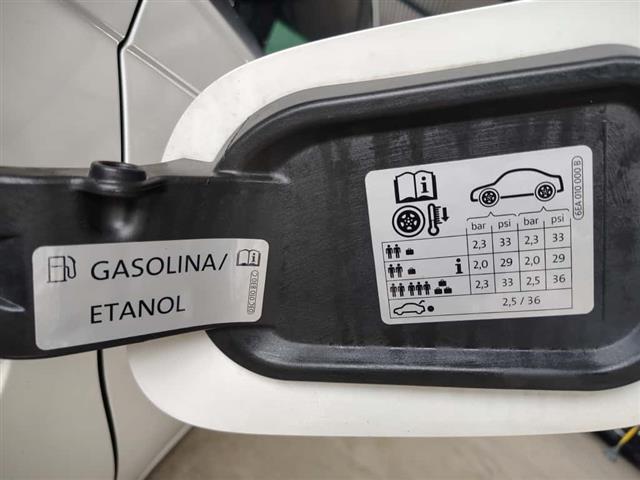 GASOLINA/
ETANOL
bar psi bar psi
2,3 33 2,3 33
i 2,0 29 2,0 29
2,3 33 2,5 36
2,5 / 36
6EA 010 000 B